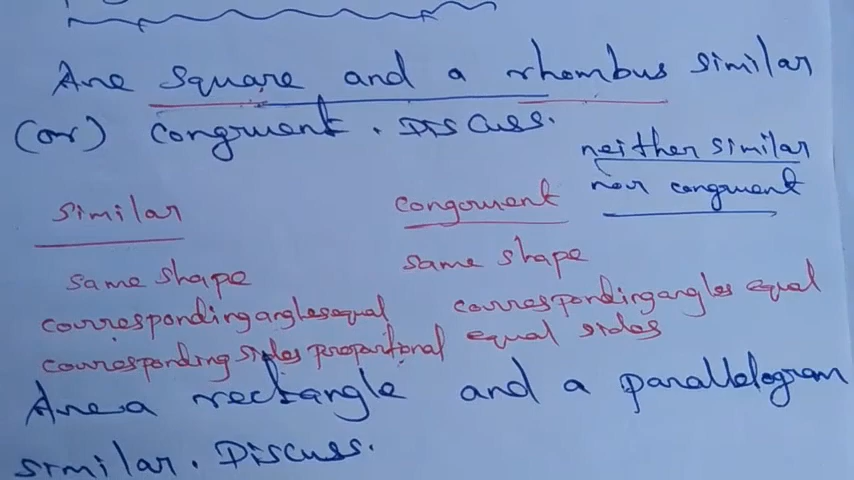 Are square and a rhombus similar
(or) congruent. Discuss.
neither similar
nor congruent
similar
congruent
same shape
same shape
corresponding angles equal
corresponding angles equal
corresponding sides proportional
equal sides
Are a rectangle and a parallelogram
similar. Discuss.